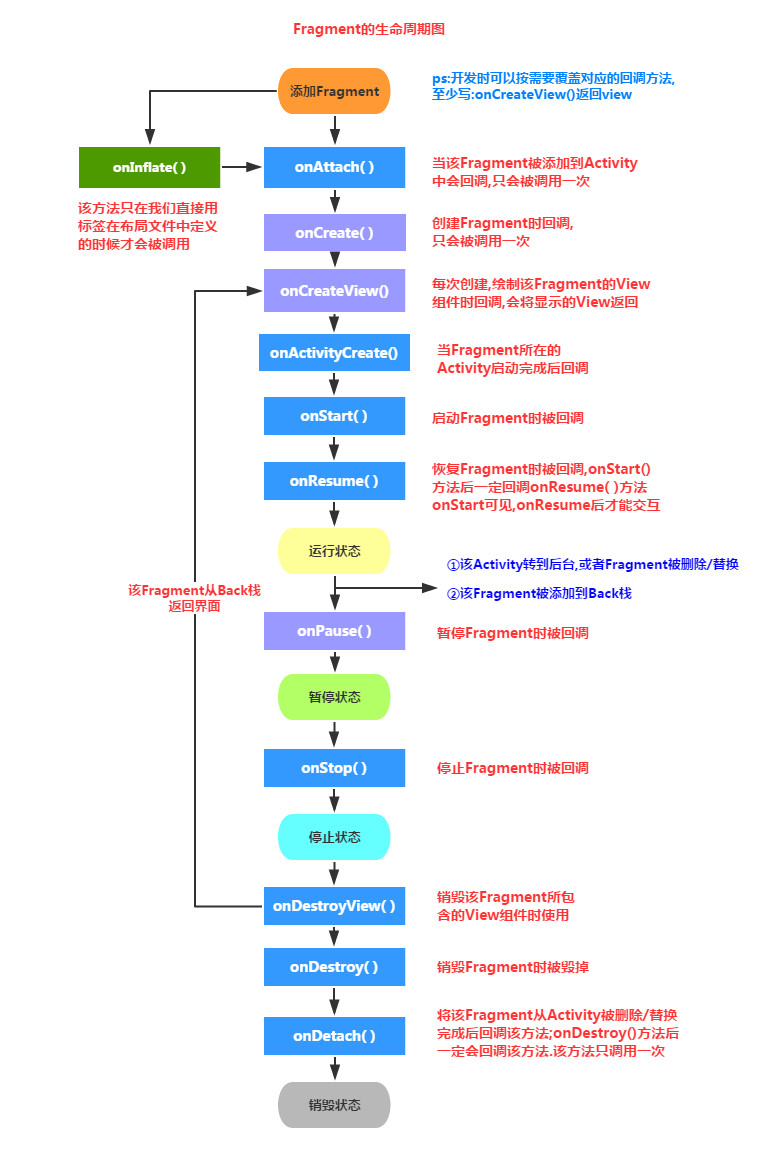 Fragment的生命周期图
添加Fragment
ps:开发时可以按需要覆盖对应的回调方法,
至少写:onCreateView()返回view
onInflate( )
该方法只在我们直接用
标签在布局文件中定义
的时候才会被调用
onAttach( )
当该Fragment被添加到Activity
中会回调,只会被调用一次
onCreate( )
创建Fragment时回调,
只会被调用一次
onCreateView()
每次创建,绘制该Fragment的View
组件时回调,会将显示的View返回
onActivityCreate()
当Fragment所在的
Activity启动完成后回调
onStart( )
启动Fragment时被回调
onResume( )
恢复Fragment时被回调,onStart()
方法后一定回调onResume( )方法
onStart可见,onResume后才能交互
运行状态
①该Activity转到后台,或者Fragment被删除/替换
②该Fragment被添加到Back栈
该Fragment从Back栈
返回界面
onPause( )
暂停Fragment时被回调
暂停状态
onStop( )
停止Fragment时被回调
停止状态
onDestroyView( )
销毁该Fragment所包
含的View组件时使用
onDestroy( )
销毁Fragment时被毁掉
onDetach( )
将该Fragment从Activity被删除/替换
完成后回调该方法;onDestroy()方法后
一定会回调该方法.该方法只调用一次
销毁状态